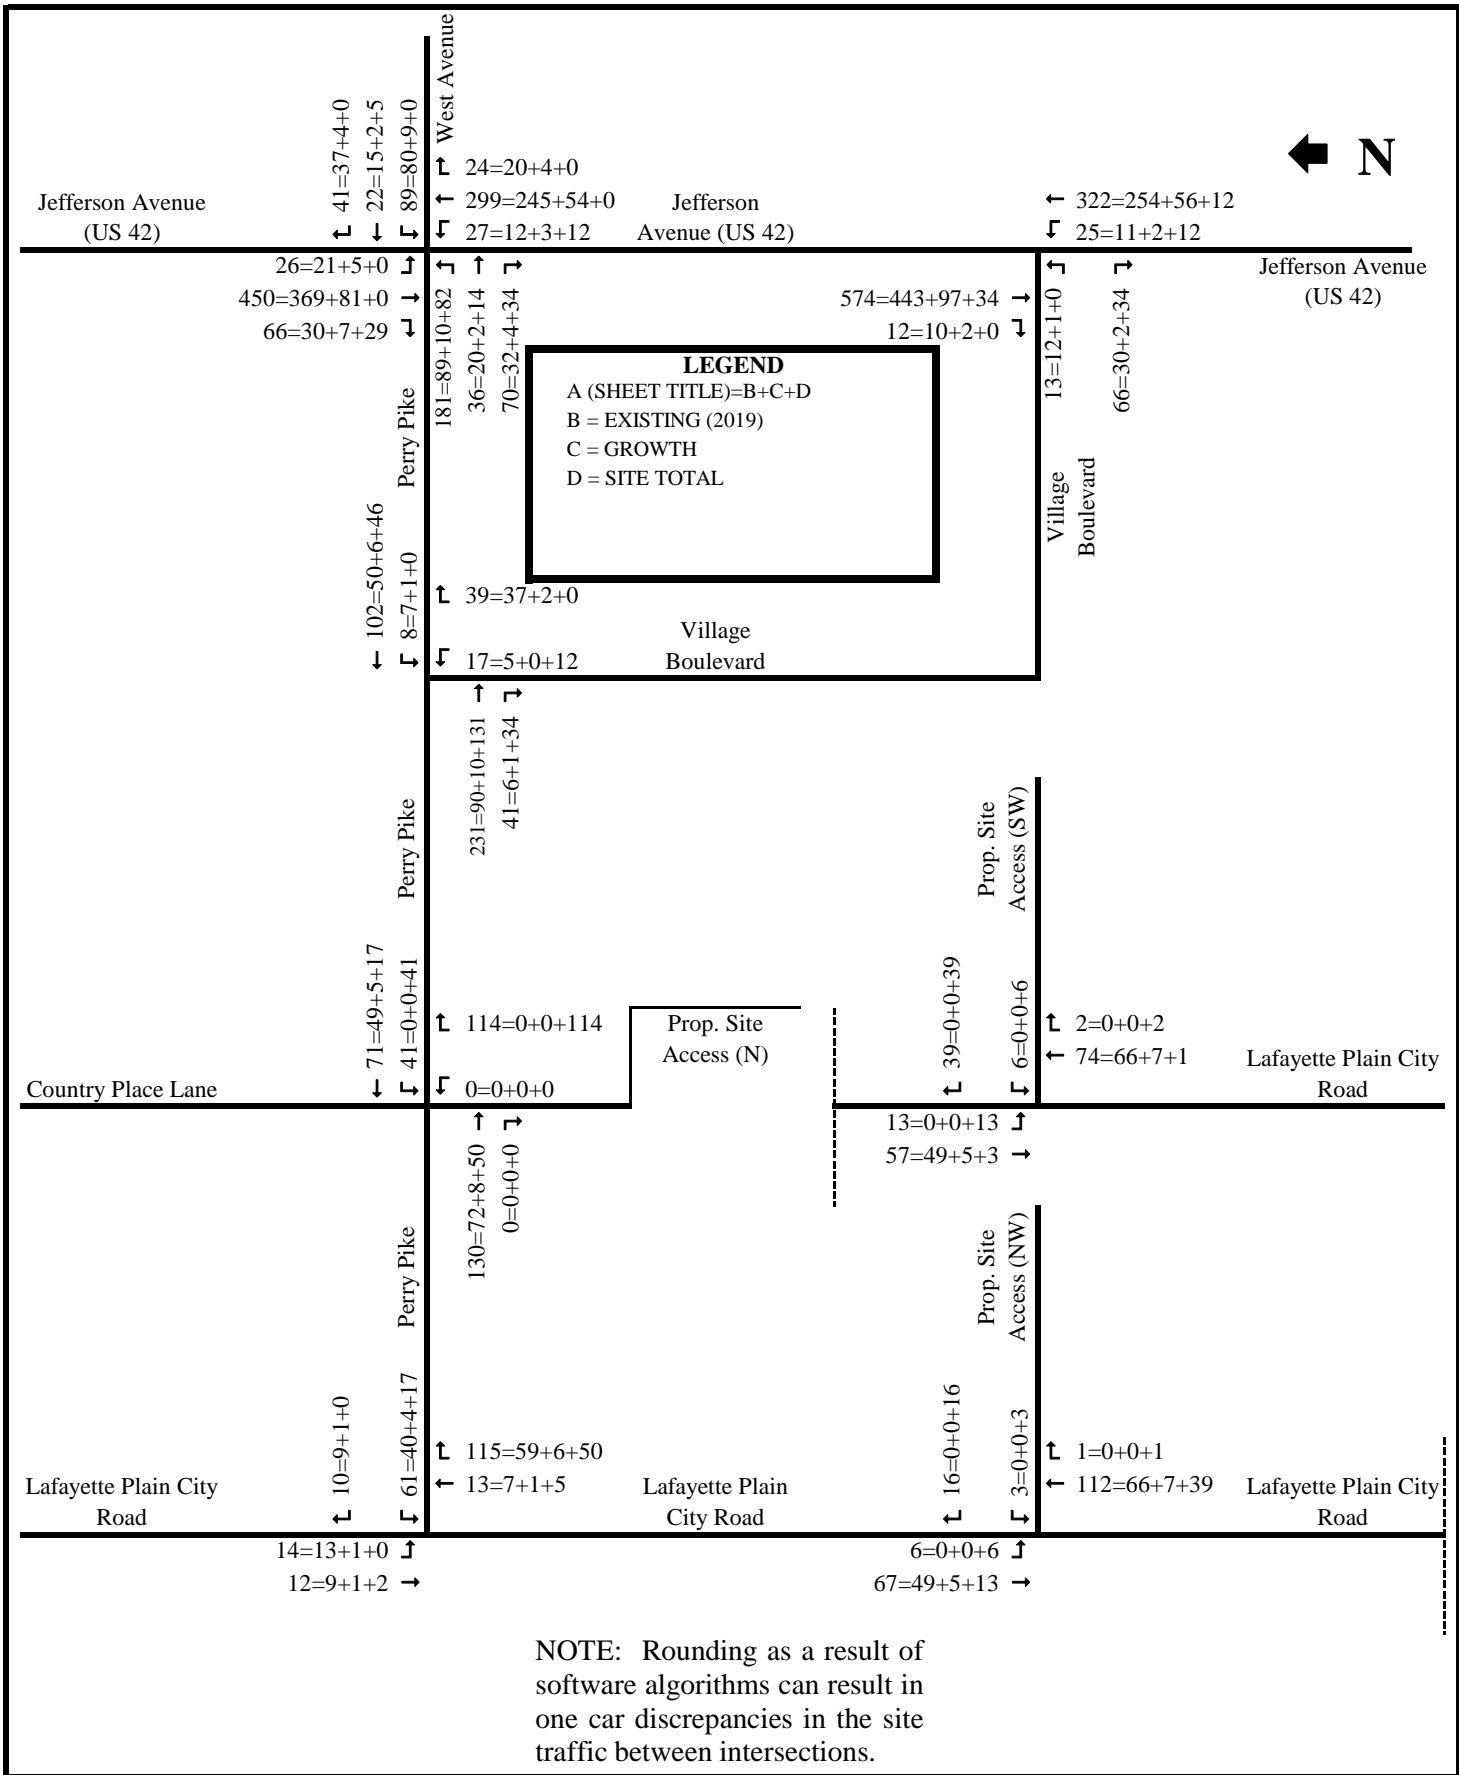 West Avenue
41=37+4+0
22=15+2+5
89=80+9+0
N
24=20+4+0
299=245+54+0
27=12+3+12
Jefferson Avenue
(US 42)
Jefferson
Avenue (US 42)
322=254+56+12
25=11+2+12
26=21+5+0
450=369+81+0
66=30+7+29
181=89+10+82
36=20+2+14
70=32+4+34
574=443+97+34
12=10+2+0
13=12+1+0
66=30+2+34
Jefferson Avenue
(US 42)
LEGEND
A (SHEET TITLE)=B+C+D
B = EXISTING (2019)
C = GROWTH
D = SITE TOTAL
Perry Pike
Village
Boulevard
102=50+6+46
8=7+1+0
39=37+2+0
17=5+0+12
Village
Boulevard
231=90+10+131
41=6+1+34
Perry Pike
Prop. Site
Access (SW)
71=49+5+17
41=0+0+41
114=0+0+114
0=0+0+0
Prop. Site
Access (N)
Country Place Lane
39=0+0+39
6=0+0+6
2=0+0+2
74=66+7+1
Lafayette Plain City
Road
130=72+8+50
0=0+0+0
13=0+0+13
57=49+5+3
Perry Pike
Prop. Site
Access (NW)
10=9+1+0
61=40+4+17
115=59+6+50
13=7+1+5
Lafayette Plain City
Road
Lafayette Plain
City Road
16=0+0+16
3=0+0+3
1=0+0+1
112=66+7+39
Lafayette Plain City
Road
14=13+1+0
12=9+1+2
6=0+0+6
67=49+5+13
NOTE: Rounding as a result of
software algorithms can result in
one car discrepancies in the site
traffic between intersections.